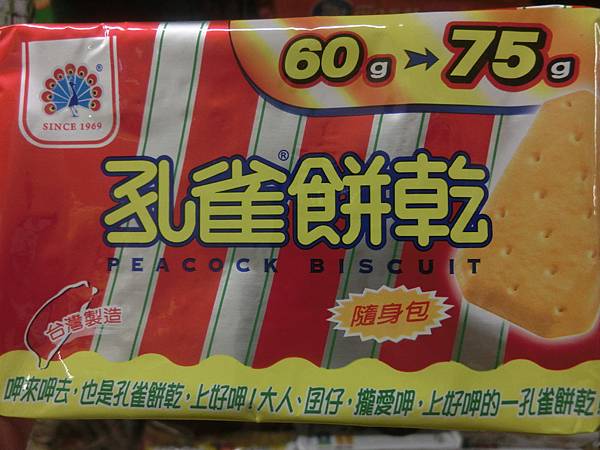 60g → 75g
®
SINCE 1969
孔雀®餅乾
PEACOCK BISCUIT
台灣製造
隨身包
呷來呷去,也是孔雀餅乾,上好呷!大人、囝仔,攏愛呷,上好呷的一孔雀餅乾!